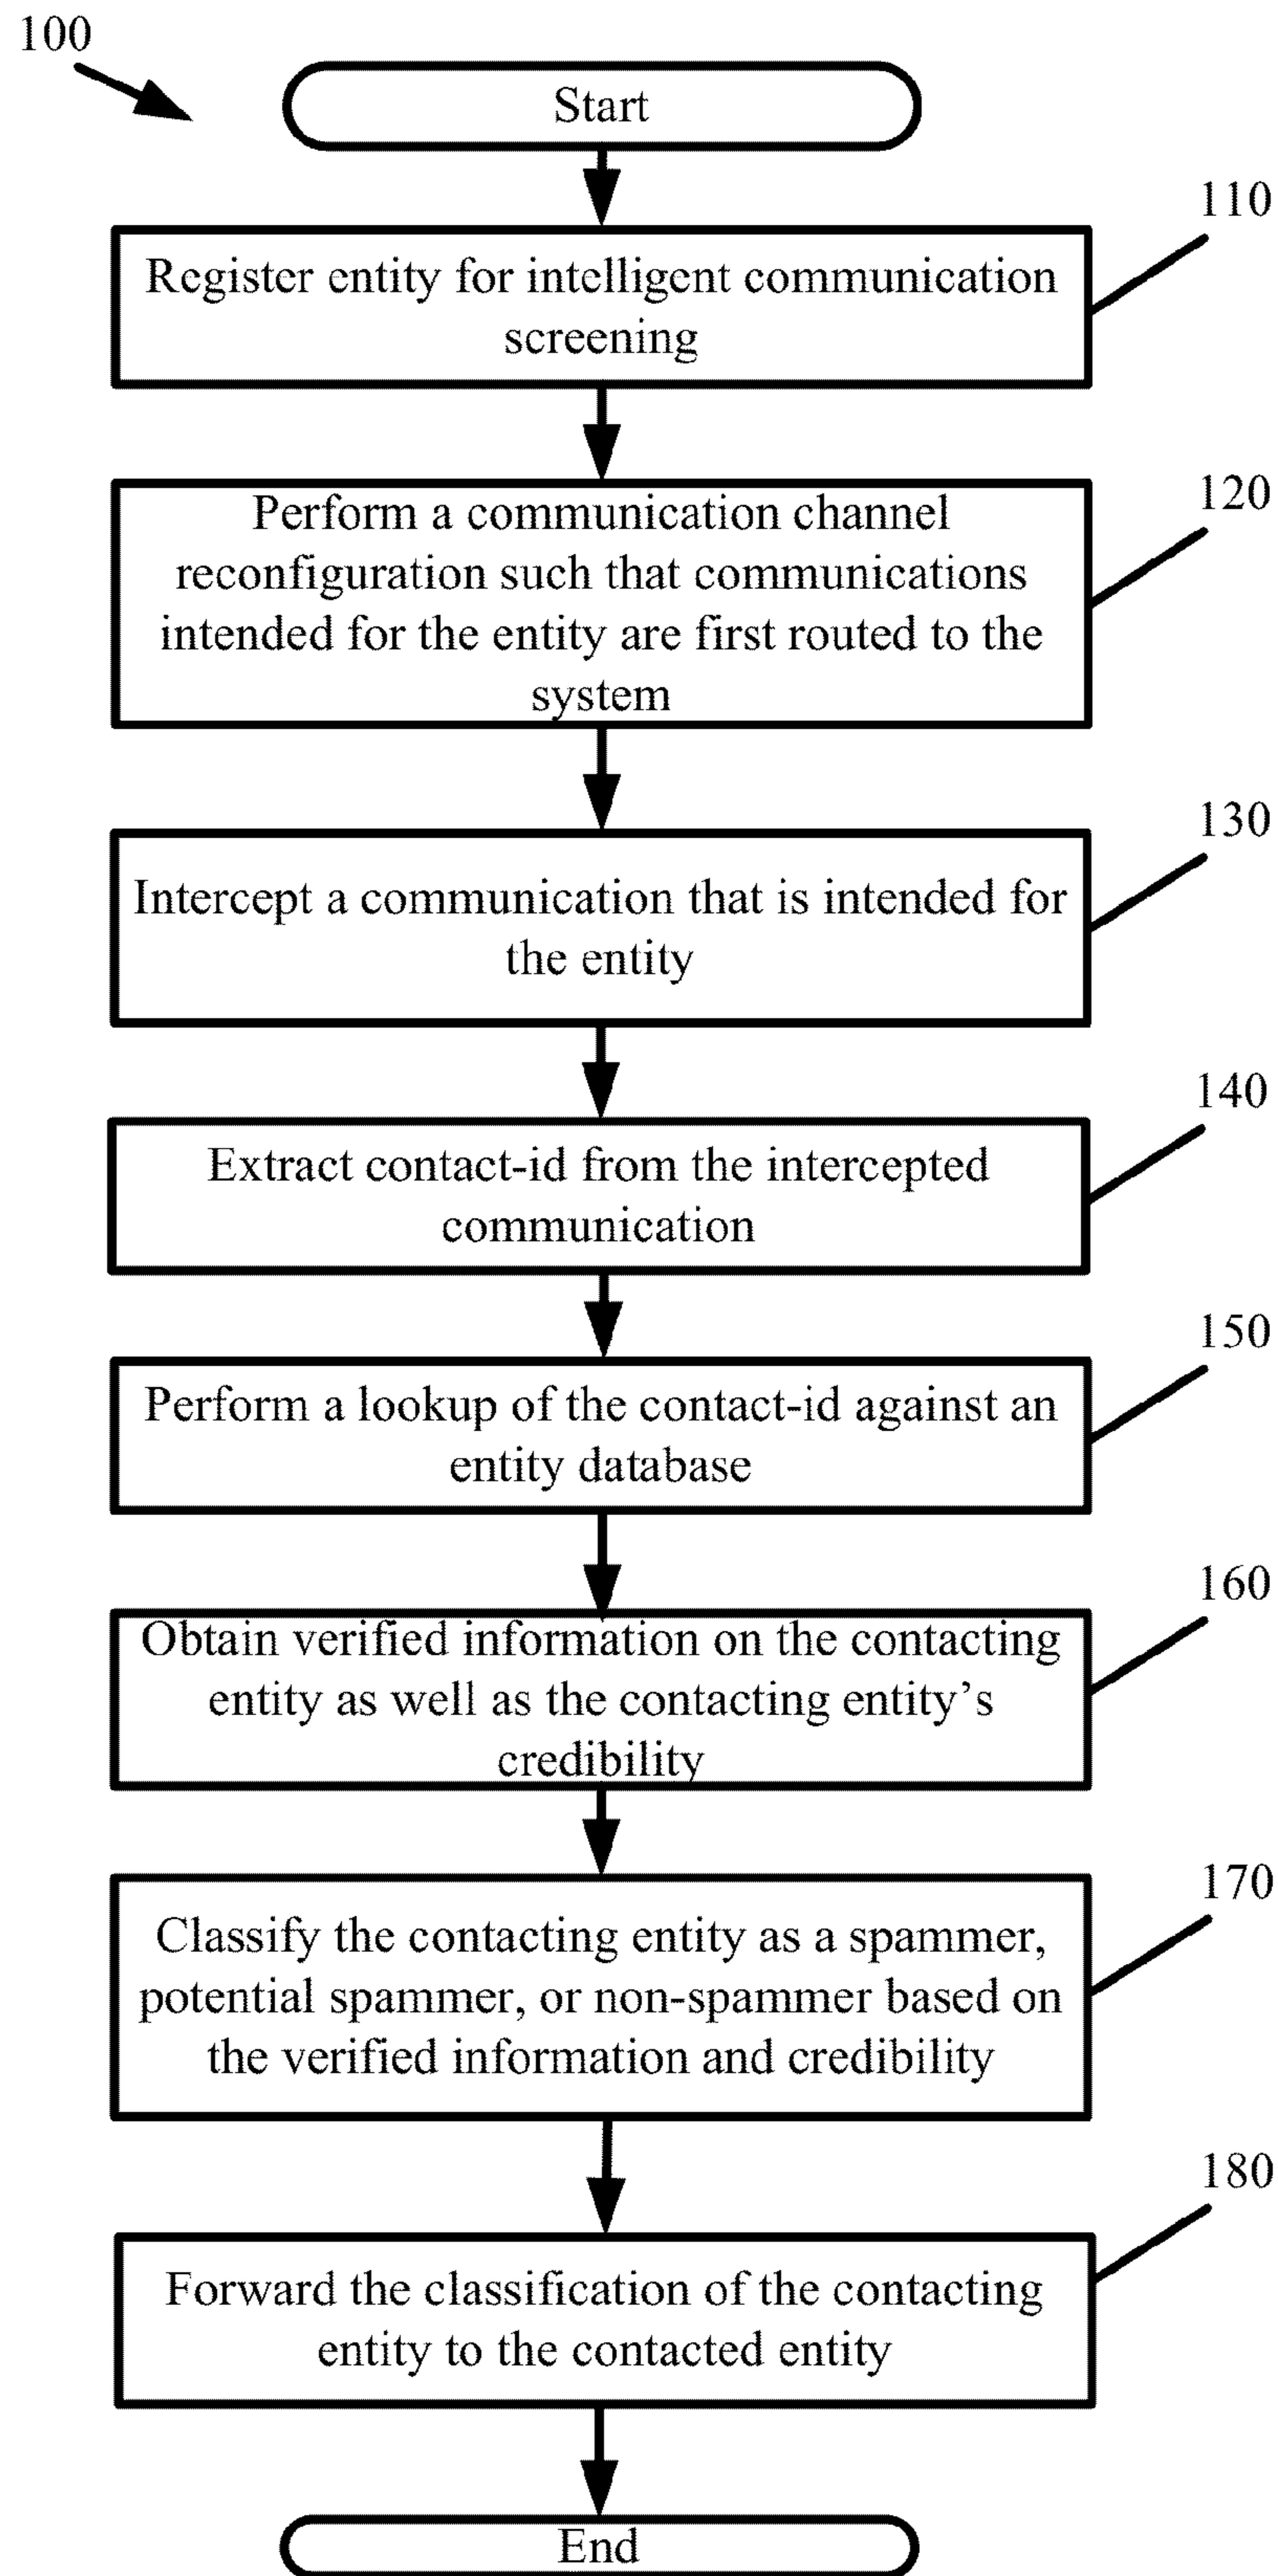 100
Start
110
Register entity for intelligent communication
screening
120
Perform a communication channel
reconfiguration such that communications
intended for the entity are first routed to the
system
130
Intercept a communication that is intended for
the entity
140
Extract contact-id from the intercepted
communication
150
Perform a lookup of the contact-id against an
entity database
160
Obtain verified information on the contacting
entity as well as the contacting entity’s
credibility
170
Classify the contacting entity as a spammer,
potential spammer, or non-spammer based on
the verified information and credibility
180
Forward the classification of the contacting
entity to the contacted entity
End